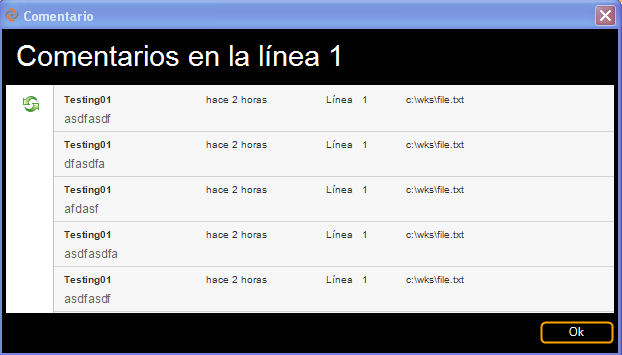 Comentario
Comentarios en la línea 1
Testing01 hace 2 horas Línea 1 c:\wks\file.txt
asdfasdf
Testing01 hace 2 horas Línea 1 c:\wks\file.txt
dfasdfa
Testing01 hace 2 horas Línea 1 c:\wks\file.txt
afdasf
Testing01 hace 2 horas Línea 1 c:\wks\file.txt
asdfasdfa
Testing01 hace 2 horas Línea 1 c:\wks\file.txt
asdfasdf
Ok